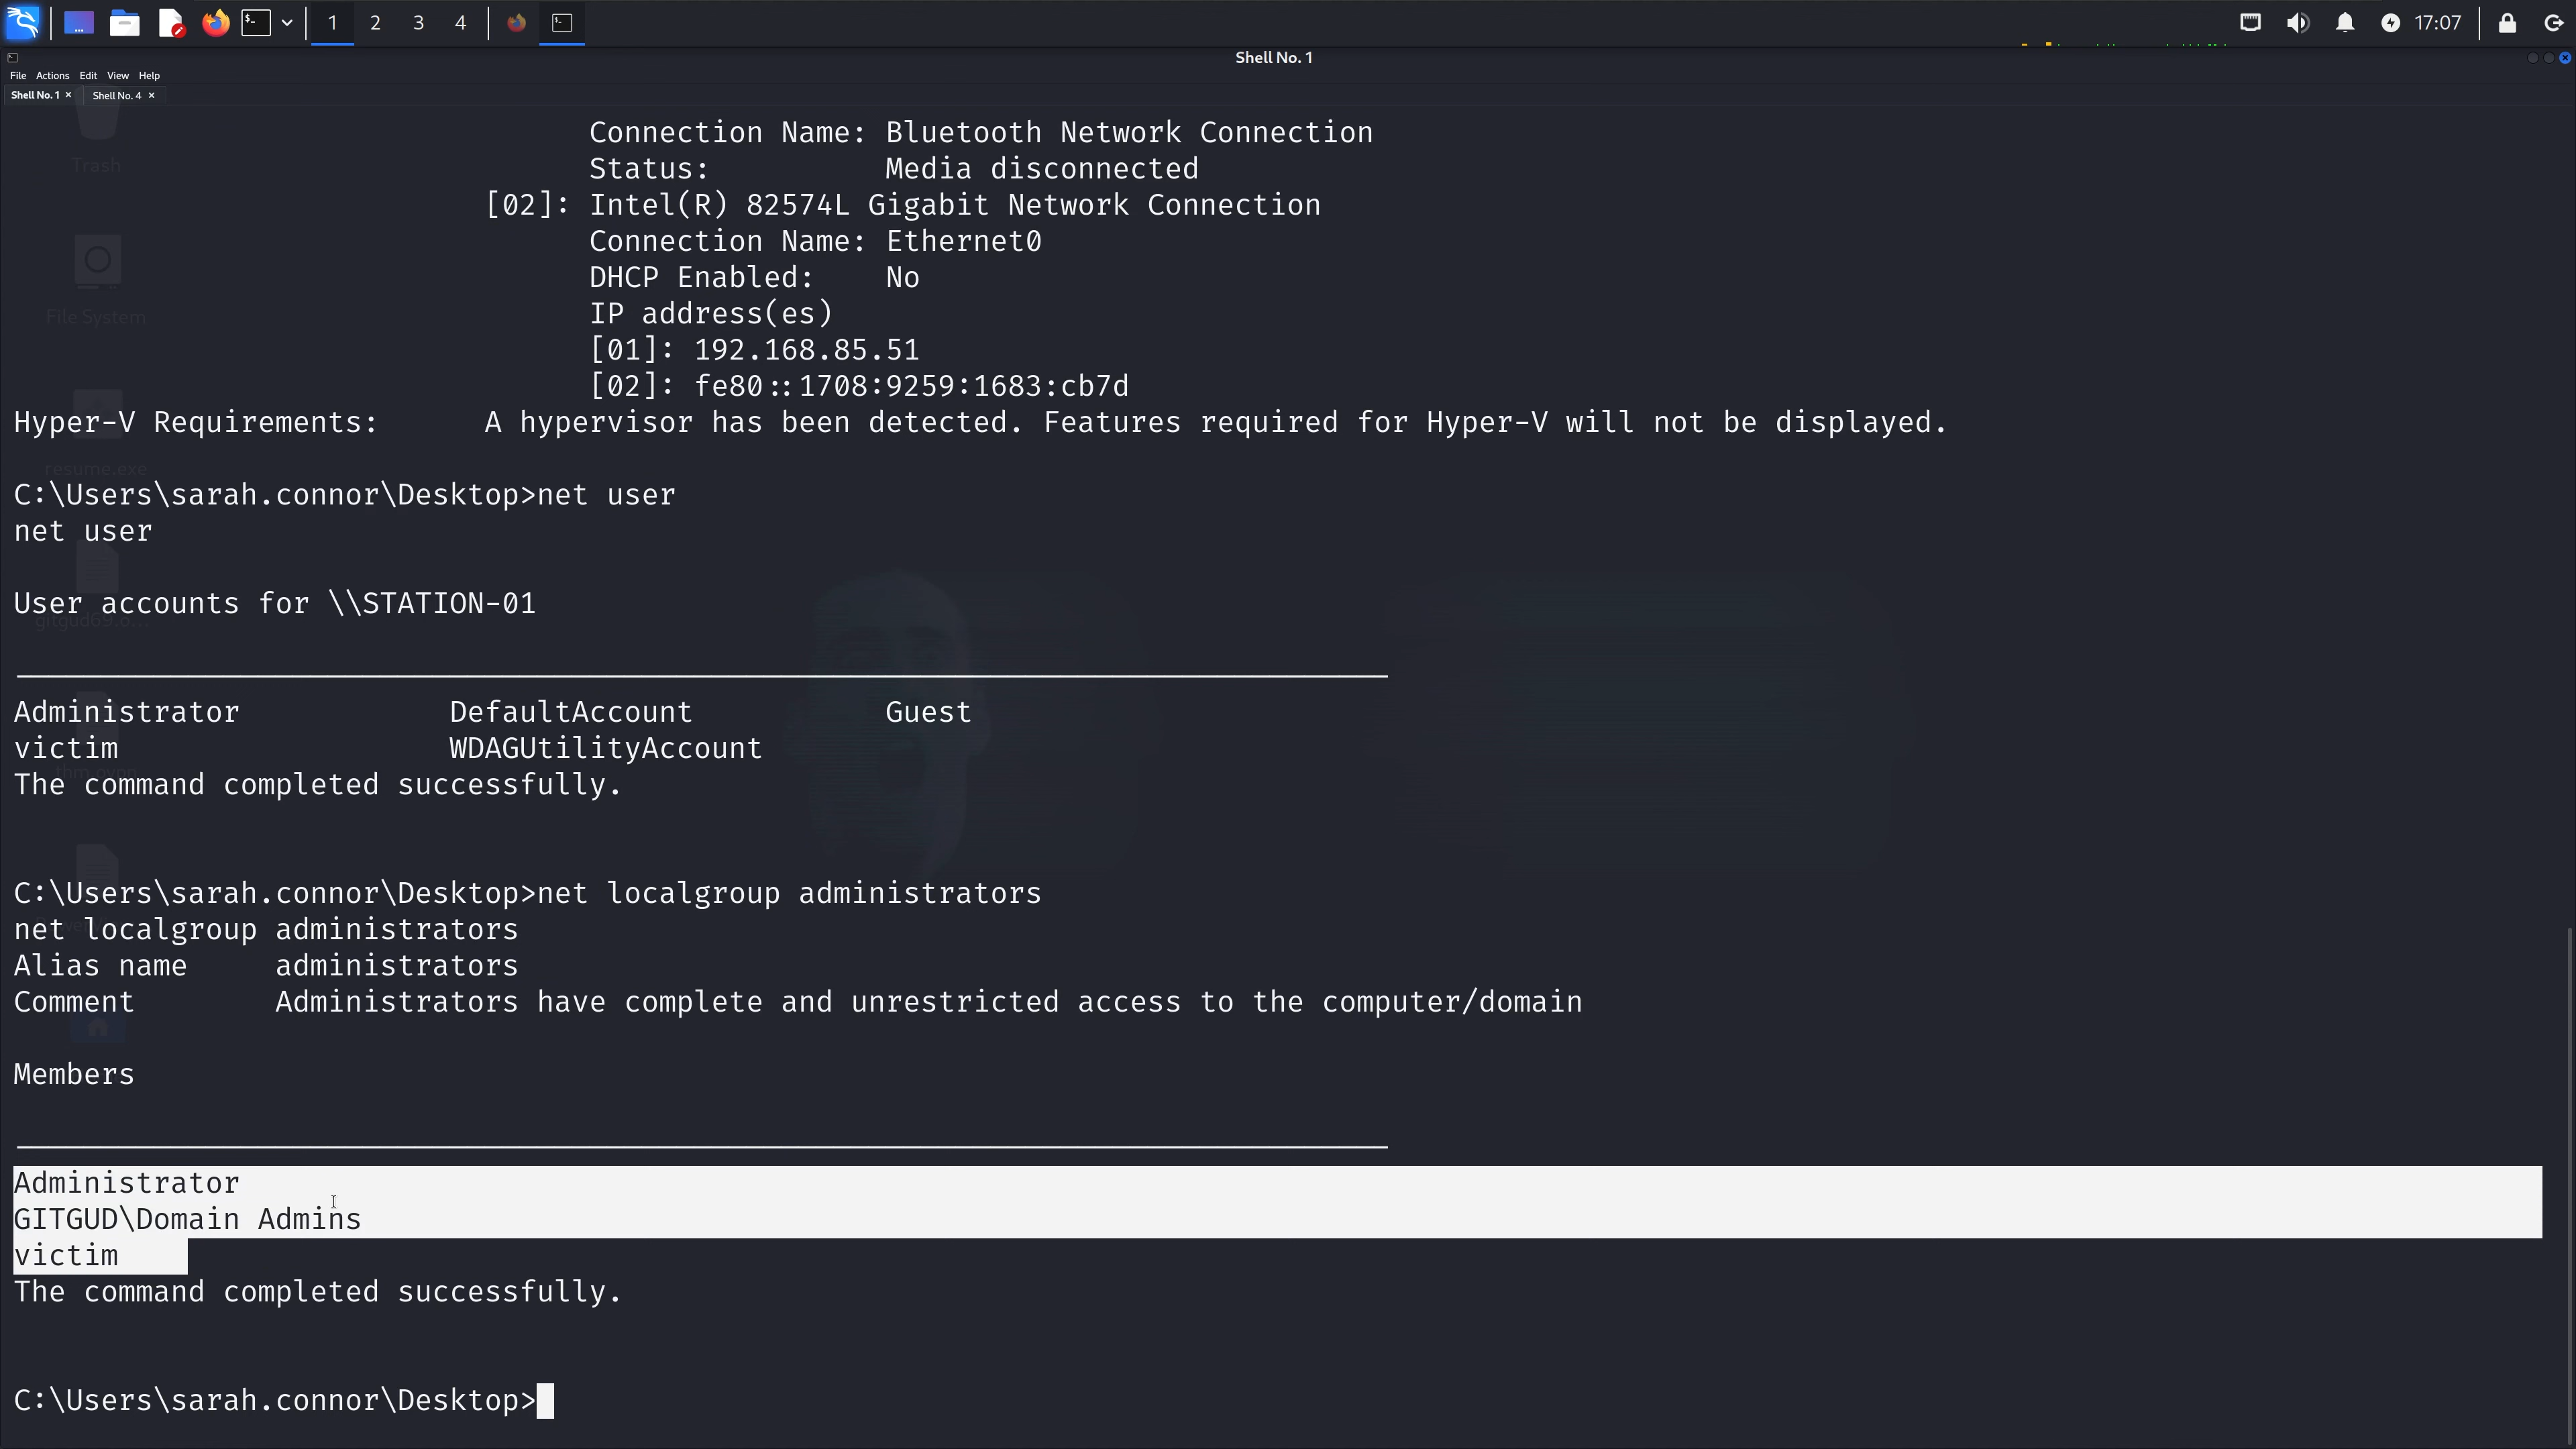 1 2 3 4 17:07
Shell No. 1
File Actions Edit View Help
Shell No. 1 × Shell No. 4 ×
Connection Name: Bluetooth Network Connection
Status: Media disconnected
[02]: Intel(R) 82574L Gigabit Network Connection
Connection Name: Ethernet0
DHCP Enabled: No
IP address(es)
[01]: 192.168.85.51
[02]: fe80::1708:9259:1683:cb7d
Hyper-V Requirements: A hypervisor has been detected. Features required for Hyper-V will not be displayed.
C:\Users\sarah.connor\Desktop>net user
net user
User accounts for \\STATION-01
Administrator DefaultAccount Guest
victim WDAGUtilityAccount
The command completed successfully.
C:\Users\sarah.connor\Desktop>net localgroup administrators
net localgroup administrators
Alias name administrators
Comment Administrators have complete and unrestricted access to the computer/domain
Members
Administrator
GITGUD\Domain Admins
victim
The command completed successfully.
C:\Users\sarah.connor\Desktop>
Trash
File System
resume.exe